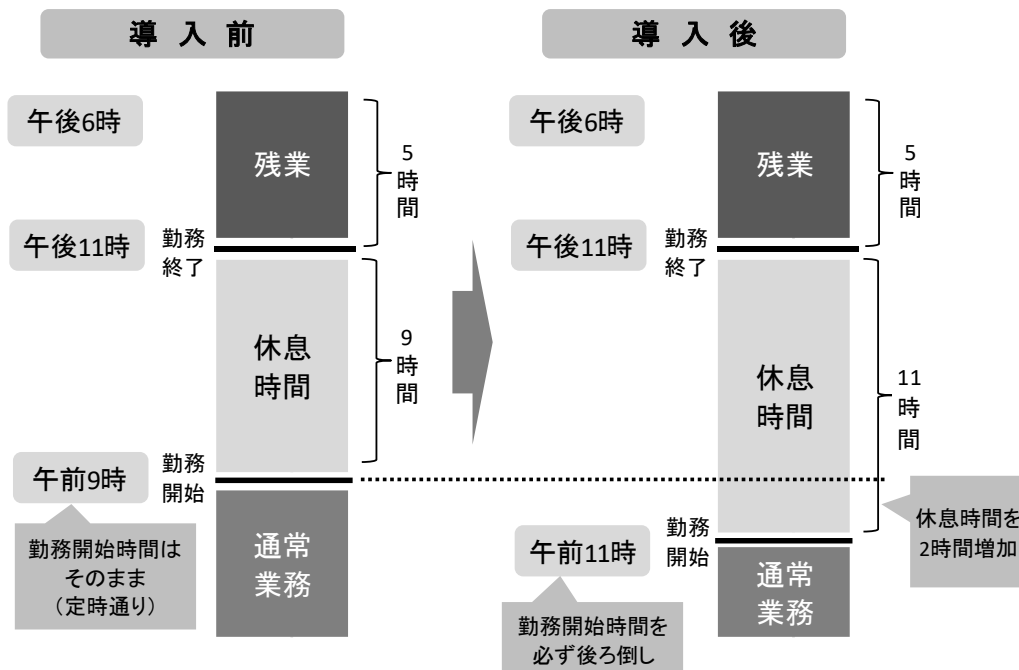 導入前
午後6時
残業
5時間
午後11時
勤務
終了
休息
時間
9時間
午前9時
勤務
開始
勤務開始時間は
そのまま
（定時通り）
通常
業務
導入後
午後6時
残業
5時間
午後11時
勤務
終了
休息
時間
11時間
休息時間を
2時間増加
勤務
開始
午前11時
勤務開始時間を
必ず後ろ倒し
通常
業務